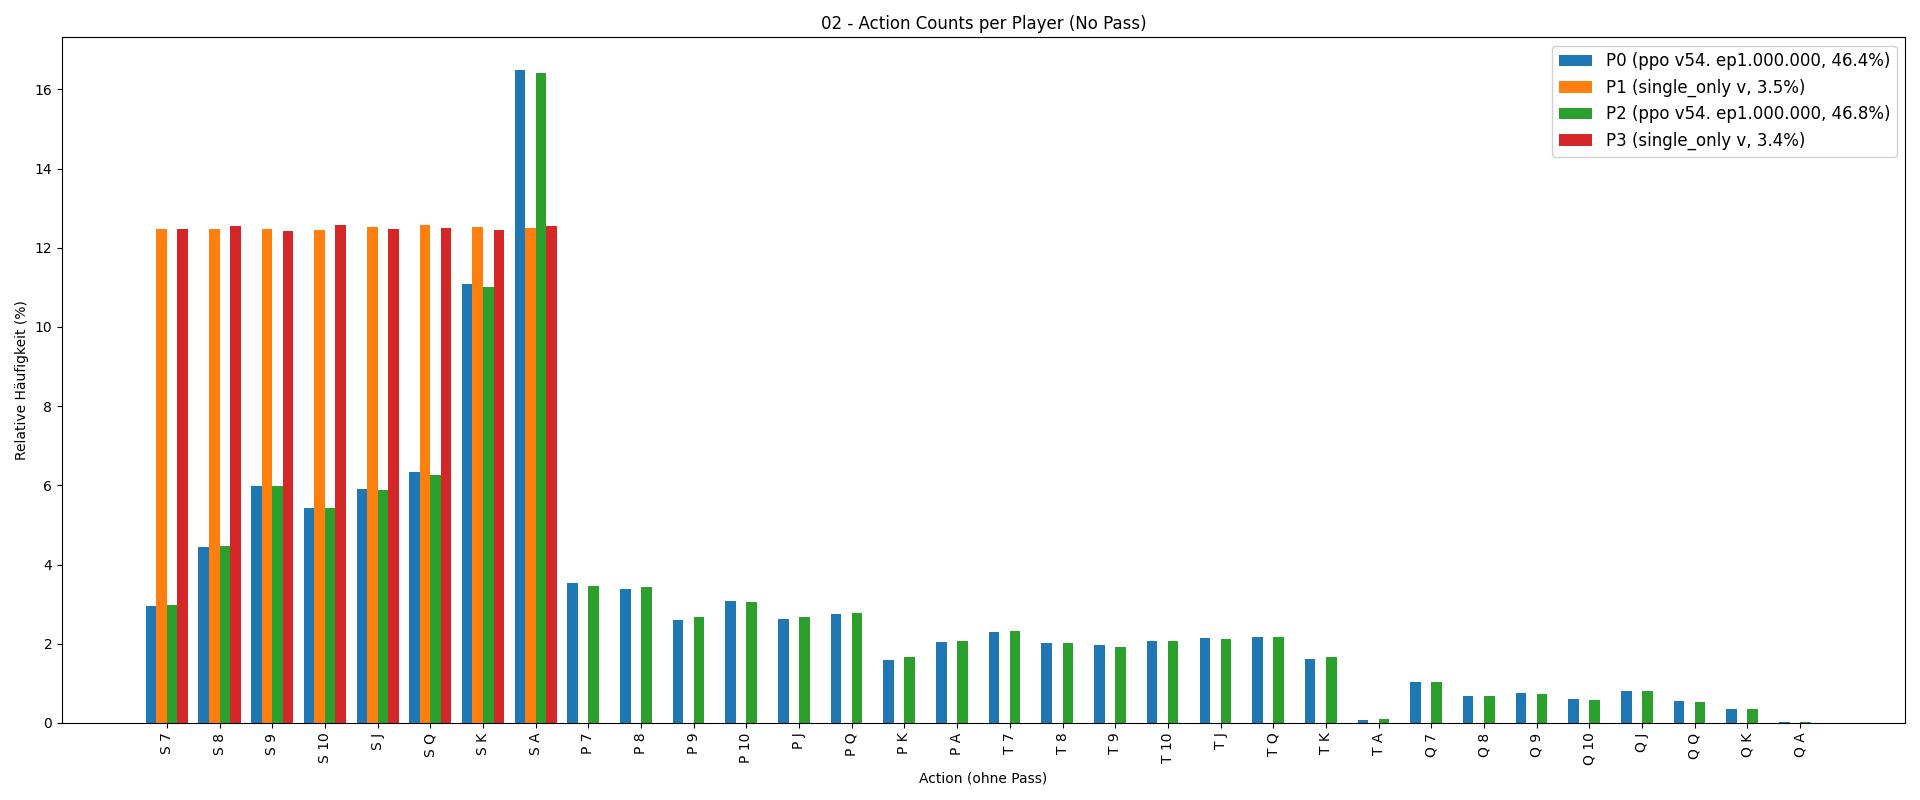 02 - Action Counts per Player (No Pass)
P0 (ppo v54. ep1.000.000, 46.4%)
P1 (single_only v, 3.5%)
P2 (ppo v54. ep1.000.000, 46.8%)
P3 (single_only v, 3.4%)
Relative Häufigkeit (%)
16
14
12
10
8
6
4
2
0
S 7
S 8
S 9
S 10
S J
S Q
S K
S A
P 7
P 8
P 9
P 10
P J
P Q
P K
P A
T 7
T 8
T 9
T 10
T J
T Q
T K
T A
Q 7
Q 8
Q 9
Q 10
Q J
Q Q
Q K
Q A
Action (ohne Pass)